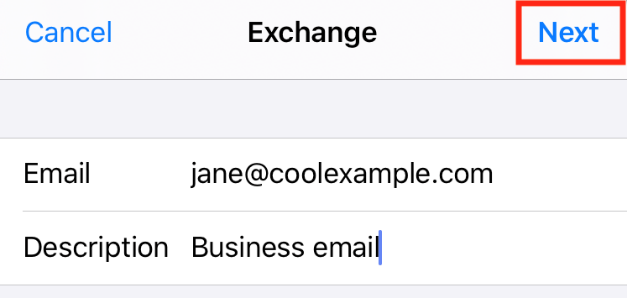 Cancel Exchange Next
Email jane@coolexample.com
Description Business email